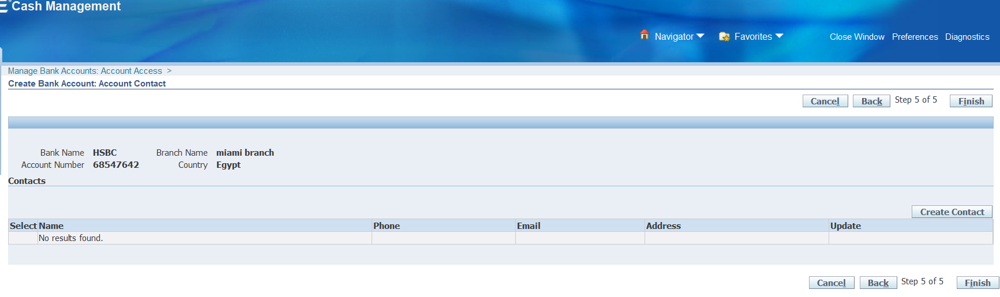 Cash Management
Navigator Favorites Close Window Preferences Diagnostics
Manage Bank Accounts: Account Access >
Create Bank Account: Account Contact
Cancel Back Step 5 of 5 Finish
Bank Name HSBC Branch Name miami branch
Account Number 68547642 Country Egypt
Contacts
Create Contact
Select Name Phone Email Address Update
No results found.
Cancel Back Step 5 of 5 Finish